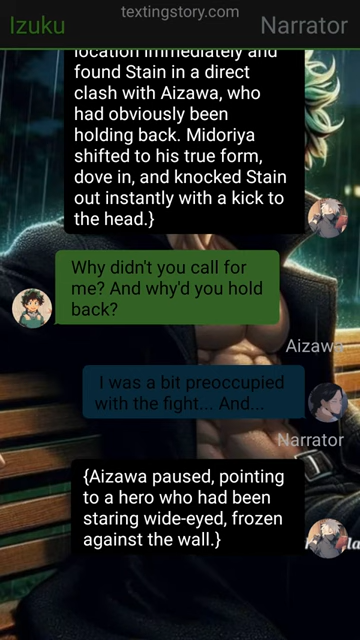 textingstory.com
Izuku
Narrator
location immediately and
found Stain in a direct
clash with Aizawa, who
had obviously been
holding back. Midoriya
shifted to his true form,
dove in, and knocked Stain
out instantly with a kick to
the head.}
Why didn't you call for
me? And why'd you hold
back?
Aizawa
I was a bit preoccupied
with the fight... And...
Narrator
{Aizawa paused, pointing
to a hero who had been
staring wide-eyed, frozen
against the wall.}